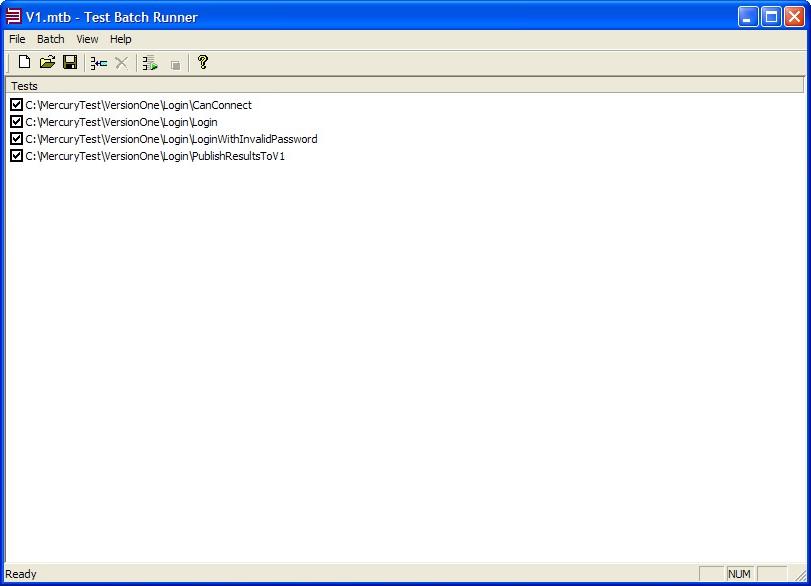 V1.mtb - Test Batch Runner
File Batch View Help
Tests
C:\MercuryTest\VersionOne\Login\CanConnect
C:\MercuryTest\VersionOne\Login\Login
C:\MercuryTest\VersionOne\Login\LoginWithInvalidPassword
C:\MercuryTest\VersionOne\Login\PublishResultsToV1
Ready NUM